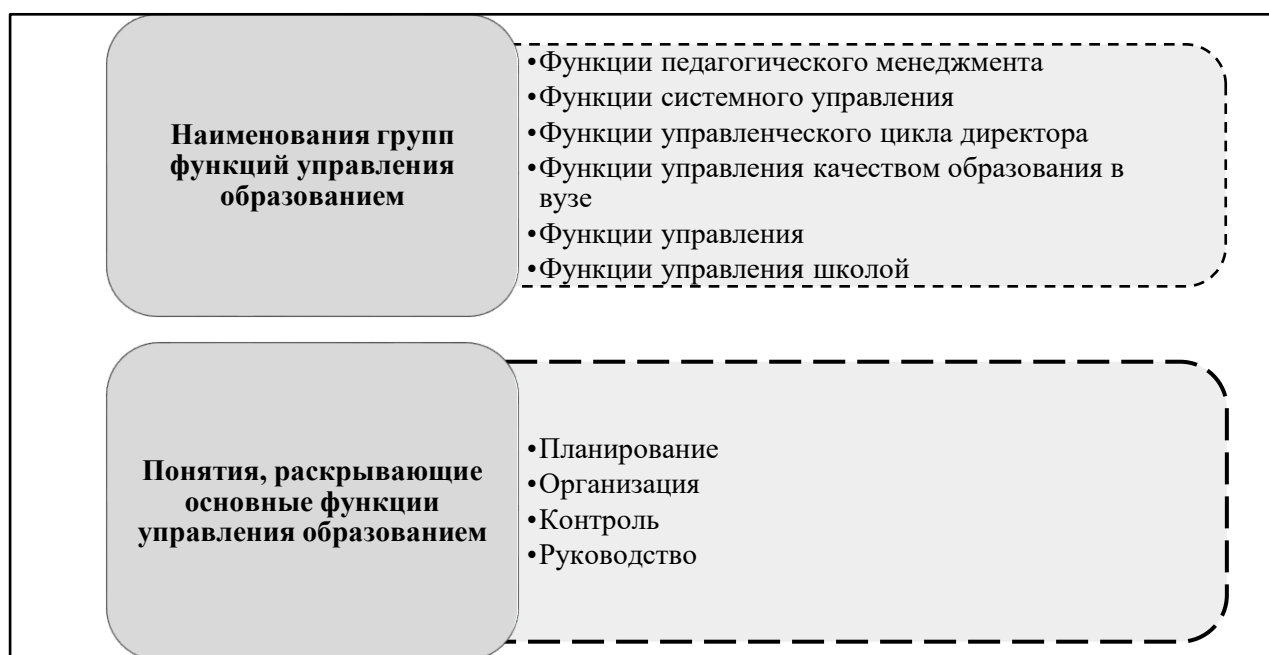 Наименования групп
функций управления
образованием
•Функции педагогического менеджмента
•Функции системного управления
•Функции управленческого цикла директора
•Функции управления качеством образования в
вузе
•Функции управления
•Функции управления школой
Понятия, раскрывающие
основные функции
управления образованием
•Планирование
•Организация
•Контроль
•Руководство